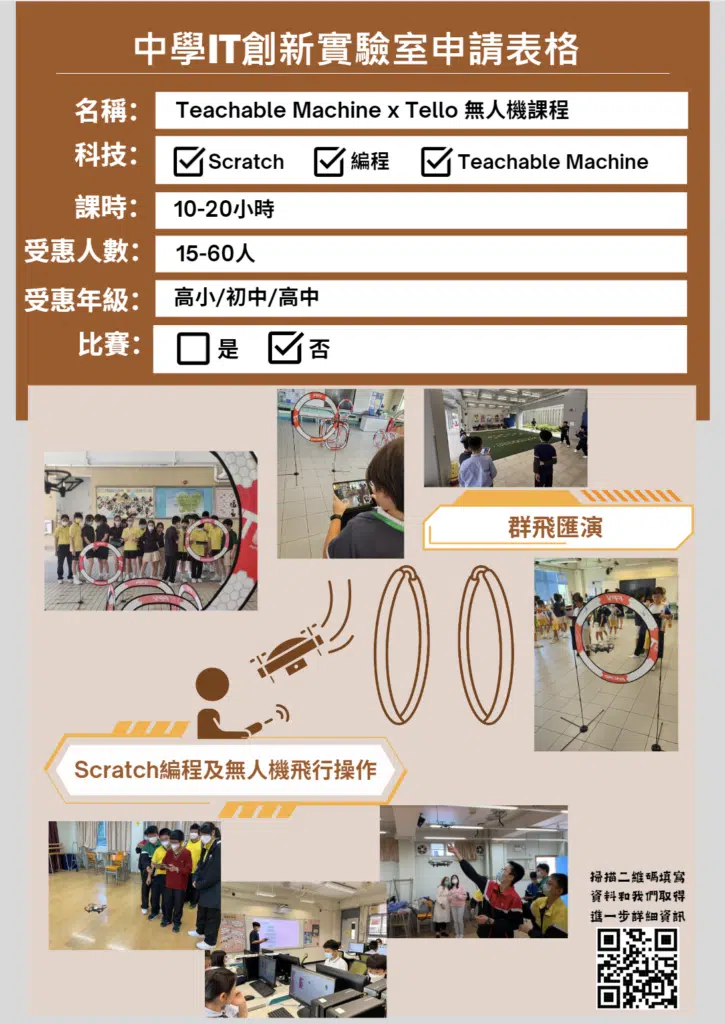 中學IT創新實驗室申請表格
名稱： Teachable Machine x Tello 無人機課程
科技： Scratch 編程 Teachable Machine
課時： 10-20小時
受惠人數： 15-60人
受惠年級： 高小/初中/高中
比賽： 是 否
群飛匯演
Scratch編程及無人機飛行操作
掃描二維碼填寫
資料和我們取得
進一步詳細資訊